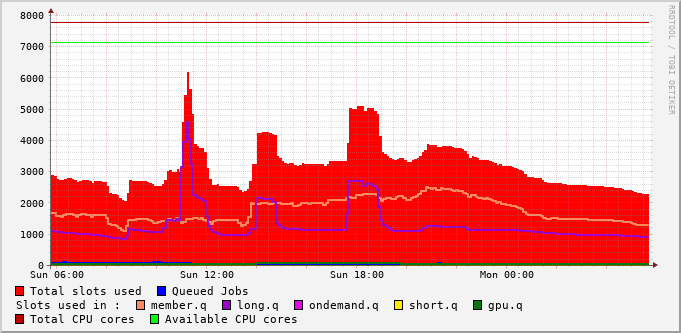 RRDTOOL / TOBI OETIKER
8000
7000
6000
5000
4000
3000
2000
1000
0
Sun 06:00 Sun 12:00 Sun 18:00 Mon 00:00
Total slots used Queued Jobs
Slots used in : member.q long.q ondemand.q short.q gpu.q
Total CPU cores Available CPU cores